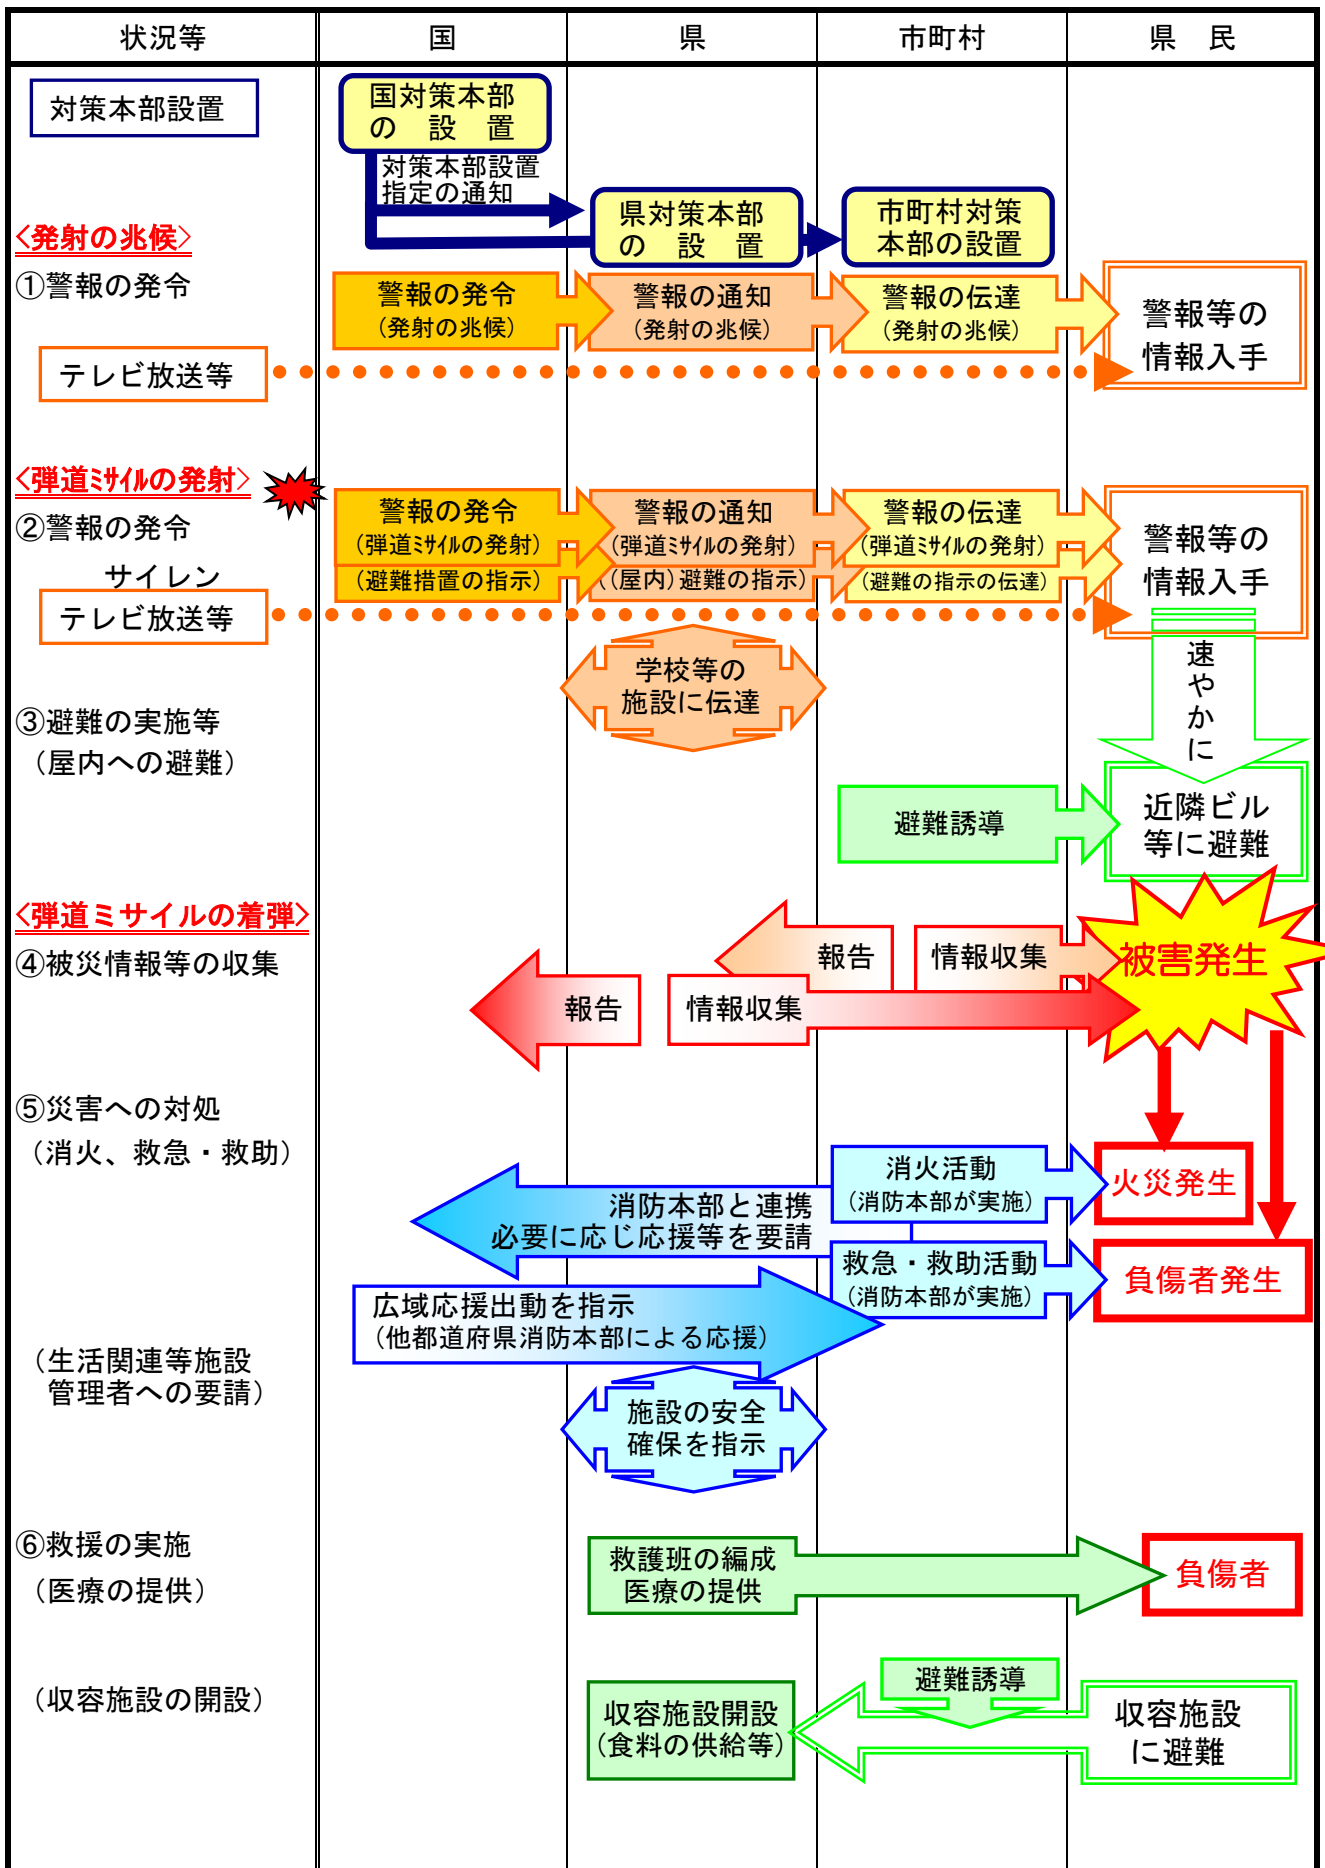 状況等
国
県
市町村
県　民
対策本部設置
国対策本部
の　設　置
対策本部設置
指定の通知
県対策本部
の　設　置
市町村対策
本部の設置
<発射の兆候>
①警報の発令
警報の発令
(発射の兆候)
警報の通知
(発射の兆候)
警報の伝達
(発射の兆候)
警報等の
情報入手
テレビ放送等
<弾道ﾐｻｲﾙの発射>
②警報の発令
サイレン
テレビ放送等
警報の発令
(弾道ﾐｻｲﾙの発射)
(避難措置の指示)
警報の通知
(弾道ﾐｻｲﾙの発射)
((屋内)避難の指示)
警報の伝達
(弾道ﾐｻｲﾙの発射)
(避難の指示の伝達)
警報等の
情報入手
学校等の
施設に伝達
速やかに
③避難の実施等
（屋内への避難）
避難誘導
近隣ビル
等に避難
<弾道ミサイルの着弾>
④被災情報等の収集
報告
情報収集
被害発生
報告
情報収集
⑤災害への対処
（消火、救急・救助）
消防本部と連携
必要に応じ応援等を要請
消火活動
(消防本部が実施)
火災発生
救急・救助活動
(消防本部が実施)
負傷者発生
広域応援出動を指示
(他都道府県消防本部による応援)
（生活関連等施設
管理者への要請）
施設の安全
確保を指示
⑥救援の実施
（医療の提供）
救護班の編成
医療の提供
負傷者
（収容施設の開設）
収容施設開設
(食料の供給等)
避難誘導
収容施設
に避難